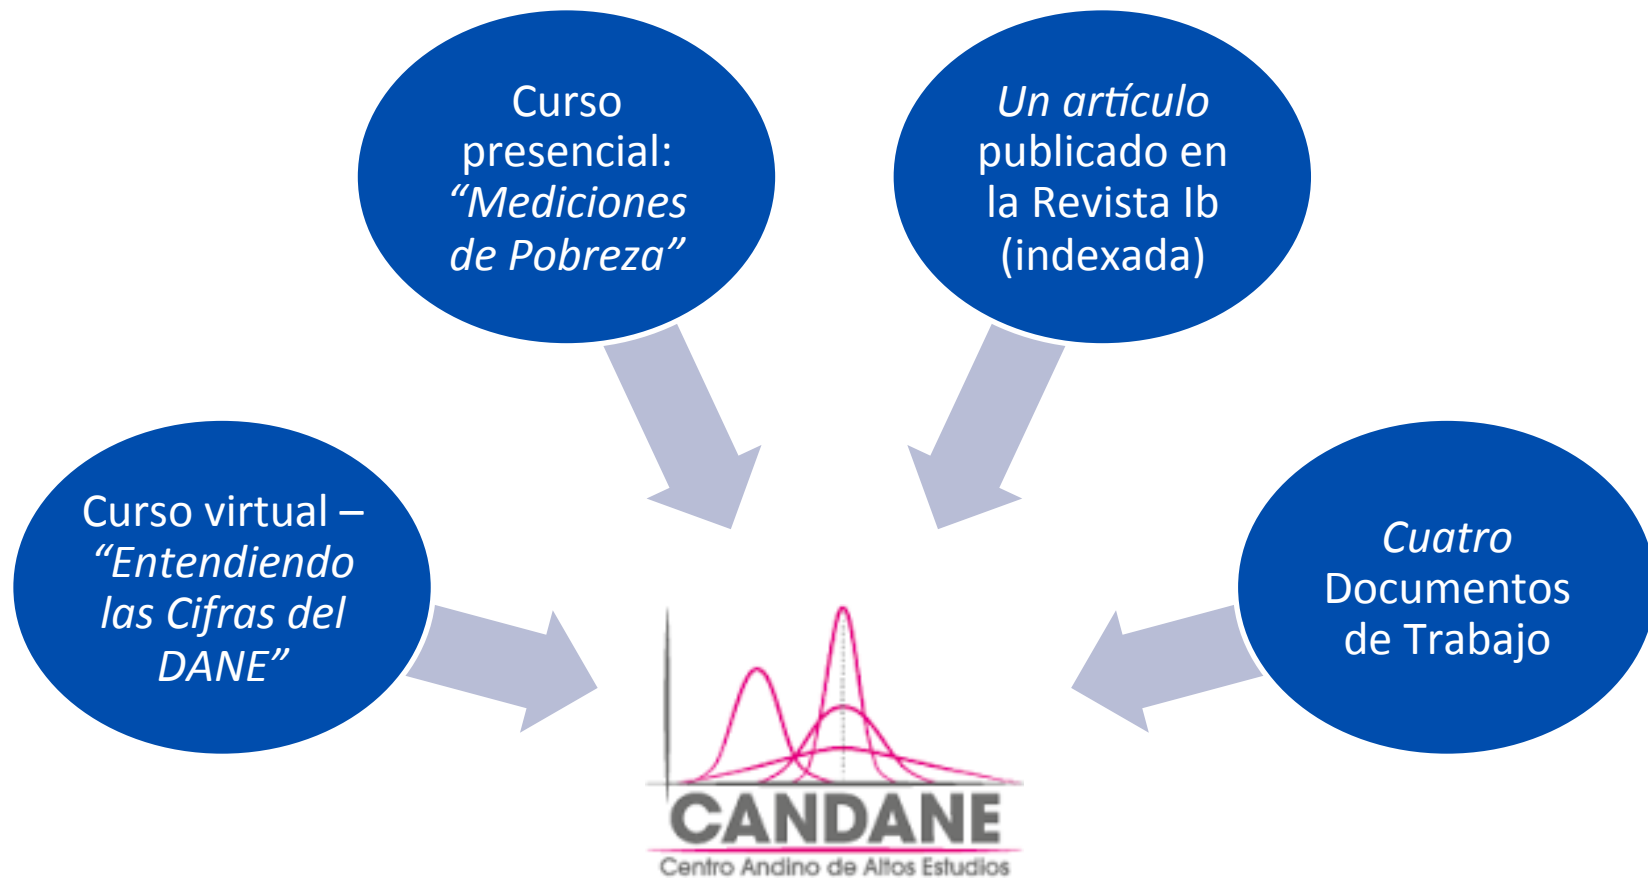 Curso
presencial:
“Mediciones
de Pobreza”
Un artículo
publicado en
la Revista Ib
(indexada)
Curso virtual –
“Entendiendo
las Cifras del
DANE”
Cuatro
Documentos
de Trabajo
CANDANE
Centro Andino de Altos Estudios